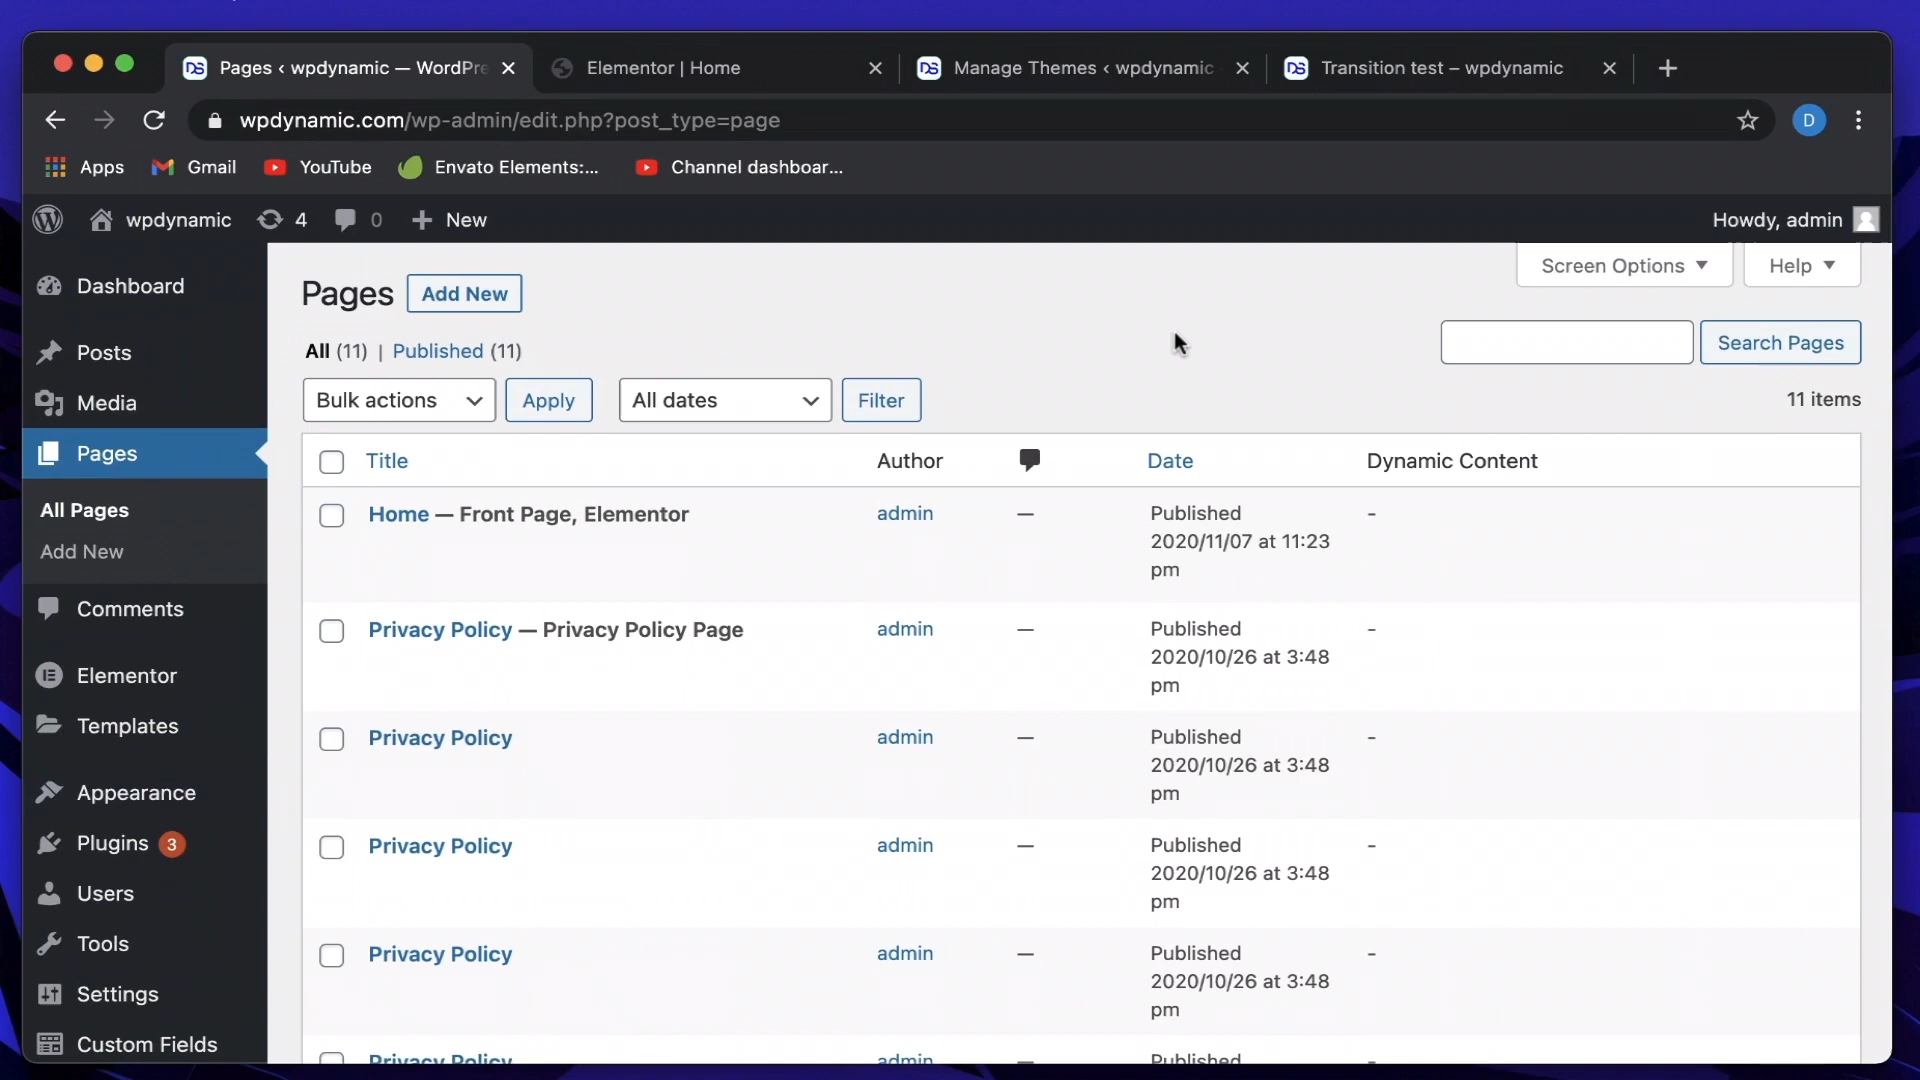 Pages < wpdynamic — WordPre
Elementor | Home
Manage Themes < wpdynamic
Transition test – wpdynamic
wpdynamic.com/wp-admin/edit.php?post_type=page
D
Apps
Gmail
YouTube
Envato Elements:...
Channel dashboar...
wpdynamic
4
0
New
Howdy, admin
Dashboard
Posts
Media
Pages
All Pages
Add New
Comments
Elementor
Templates
Appearance
Plugins 3
Users
Tools
Settings
Custom Fields
Screen Options
Help
Pages
Add New
All (11) | Published (11)
Search Pages
Bulk actions
Apply
All dates
Filter
11 items
Title
Author
Date
Dynamic Content
Home — Front Page, Elementor
admin
—
Published
2020/11/07 at 11:23
pm
-
Privacy Policy — Privacy Policy Page
admin
—
Published
2020/10/26 at 3:48
pm
-
Privacy Policy
admin
—
Published
2020/10/26 at 3:48
pm
-
Privacy Policy
admin
—
Published
2020/10/26 at 3:48
pm
-
Privacy Policy
admin
—
Published
2020/10/26 at 3:48
pm
-
Privacy Policy
admin
—
Published
-